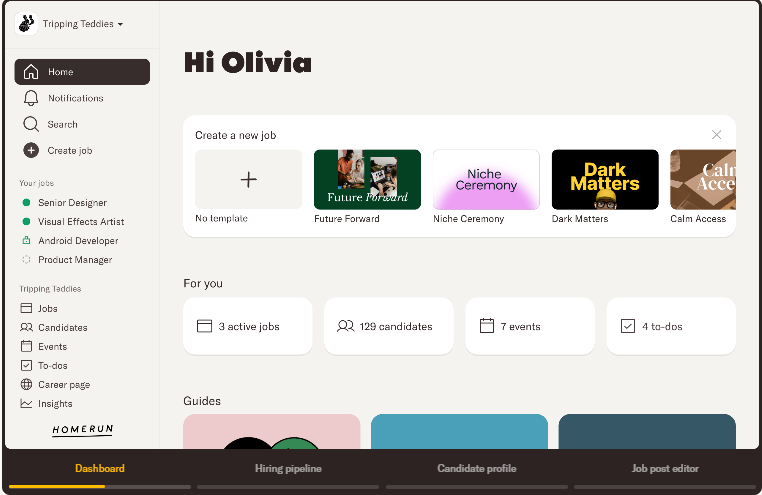 Tripping Teddies
Home
Notifications
Search
Create job
Your jobs
Senior Designer
Visual Effects Artist
Android Developer
Product Manager
Tripping Teddies
Jobs
Candidates
Events
To-dos
Career page
Insights
HOMERUN
Hi Olivia
Create a new job
No template
Future Forward
Future Forward
Niche
Ceremony
Niche Ceremony
Dark
Matters
Dark Matters
Calm Access
For you
3 active jobs
129 candidates
7 events
4 to-dos
Guides
Dashboard
Hiring pipeline
Candidate profile
Job post editor